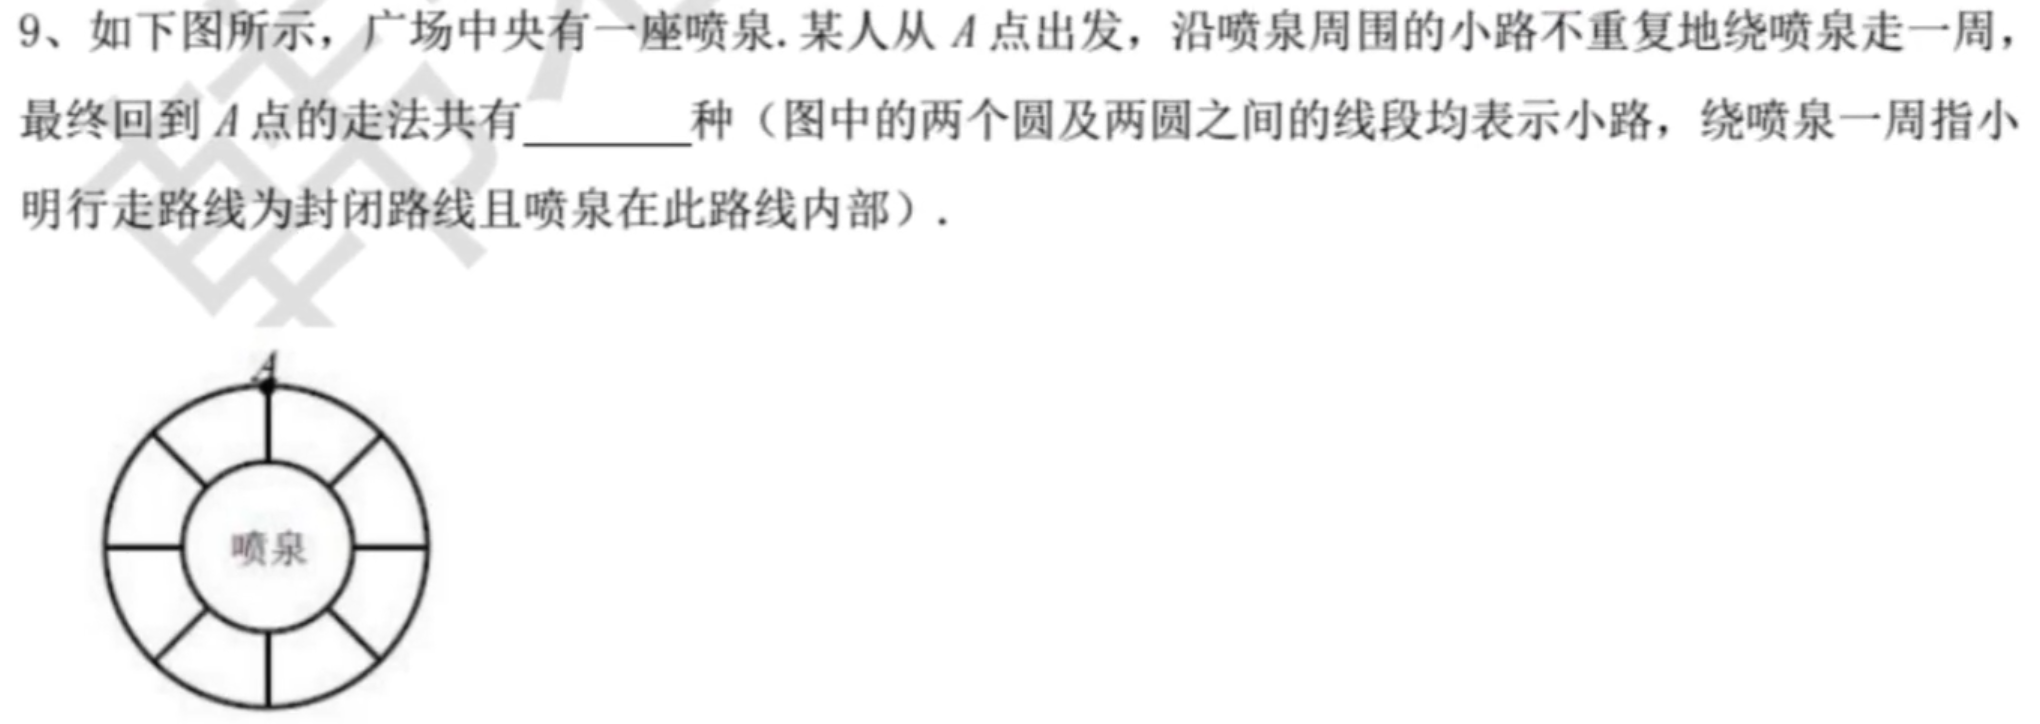 9、如下图所示，广场中央有一座喷泉.某人从 A 点出发，沿喷泉周围的小路不重复地绕喷泉走一周，
最终回到 A 点的走法共有______种（图中的两个圆及两圆之间的线段均表示小路，绕喷泉一周指小
明行走路线为封闭路线且喷泉在此路线内部）.
A
喷泉